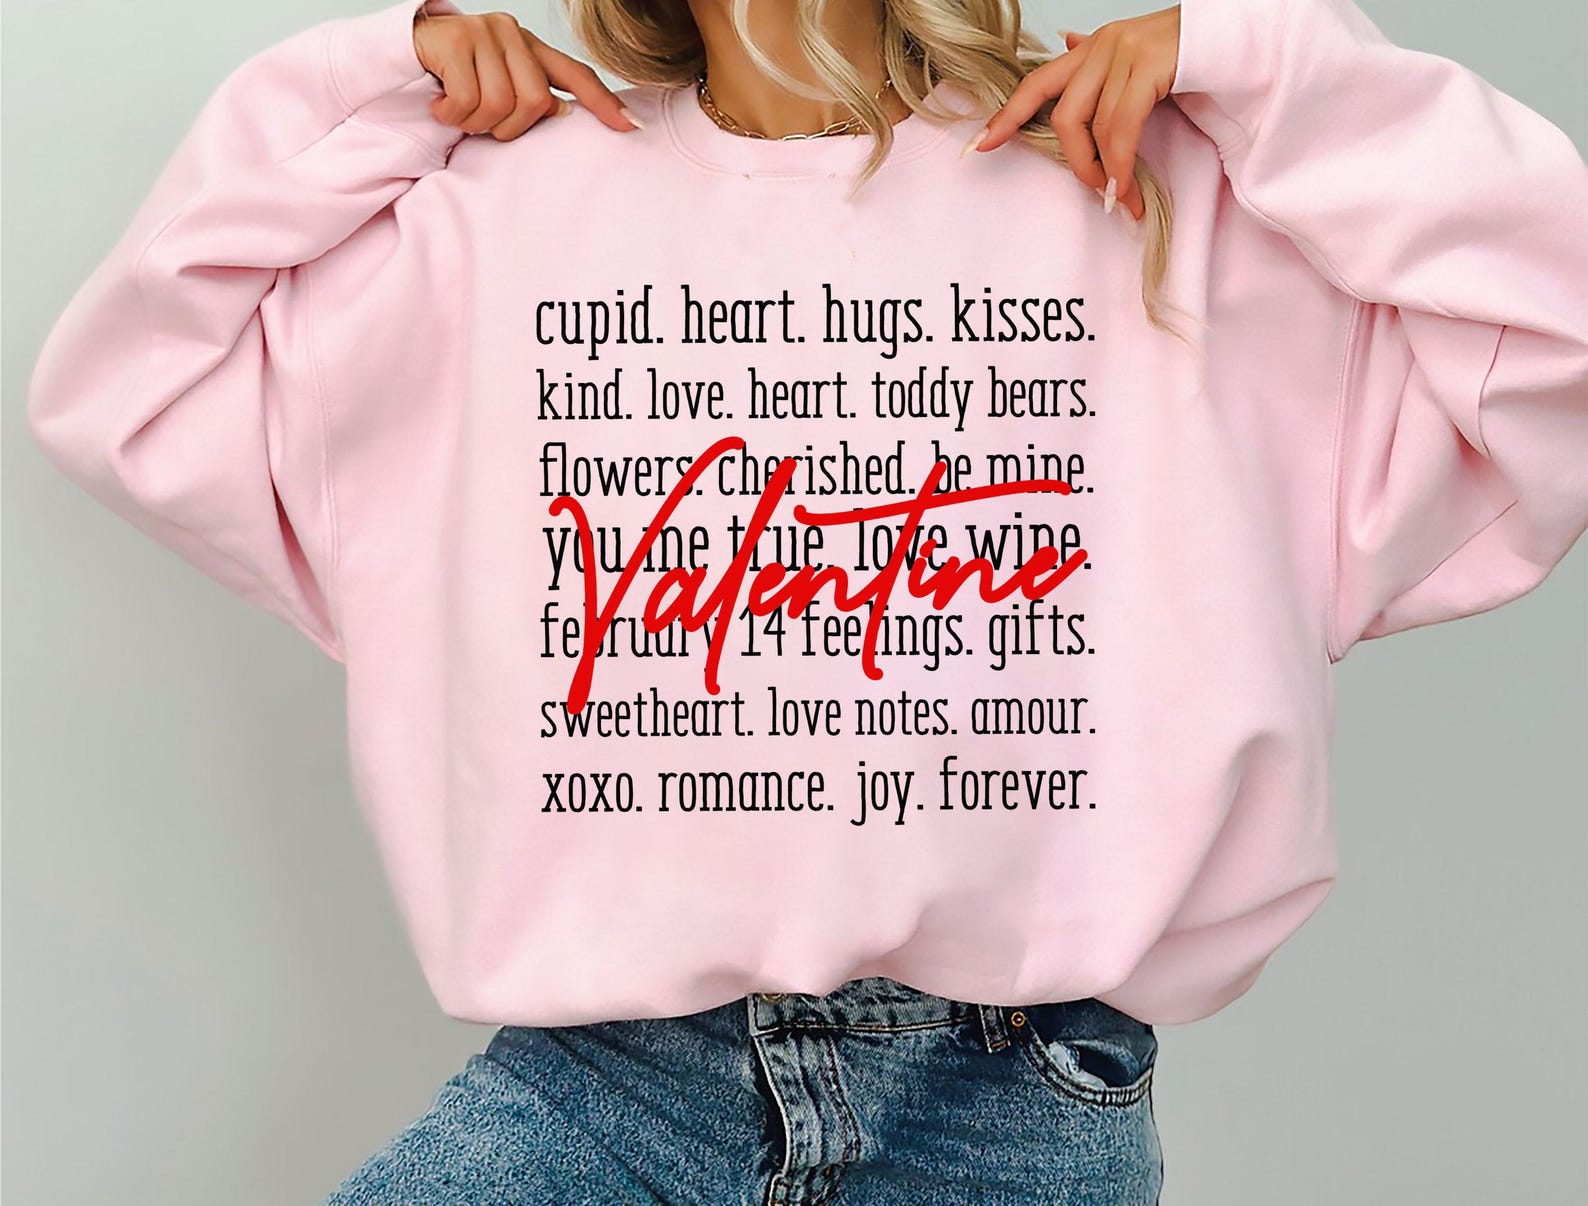 cupid. heart. hugs. kisses.
kind. love. heart. toddy bears.
flowers. cherished. be mine.
you me true. love wine.
Valentine
february 14 feelings. gifts.
sweetheart. love notes. amour.
xoxo. romance. joy. forever.